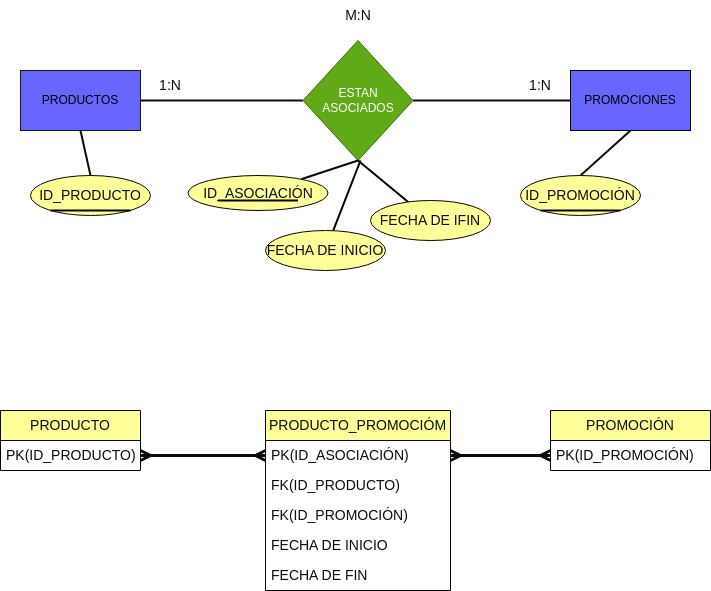 M:N
1:N
1:N
PRODUCTOS
ESTAN
ASOCIADOS
PROMOCIONES
ID_PRODUCTO
ID_ASOCIACIÓN
ID_PROMOCIÓN
FECHA DE IFIN
FECHA DE INICIO
PRODUCTO
PRODUCTO_PROMOCIÓM
PROMOCIÓN
PK(ID_PRODUCTO)
PK(ID_ASOCIACIÓN)
PK(ID_PROMOCIÓN)
FK(ID_PRODUCTO)
FK(ID_PROMOCIÓN)
FECHA DE INICIO
FECHA DE FIN